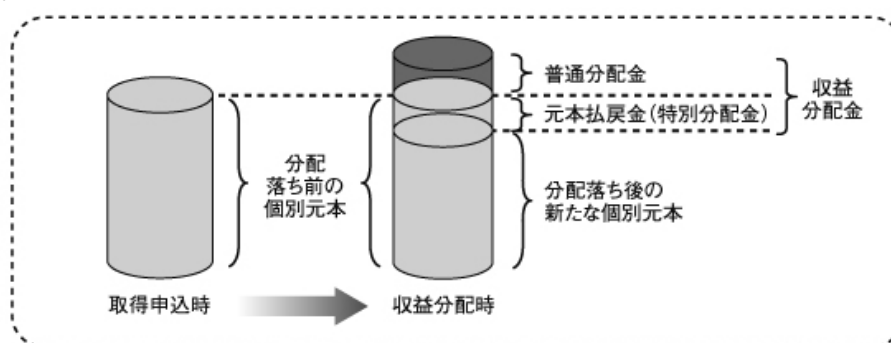 普通分配金
収益
分配金
元本払戻金(特別分配金)
分配
落ち前の
個別元本
分配落ち後の
新たな個別元本
取得申込時
収益分配時